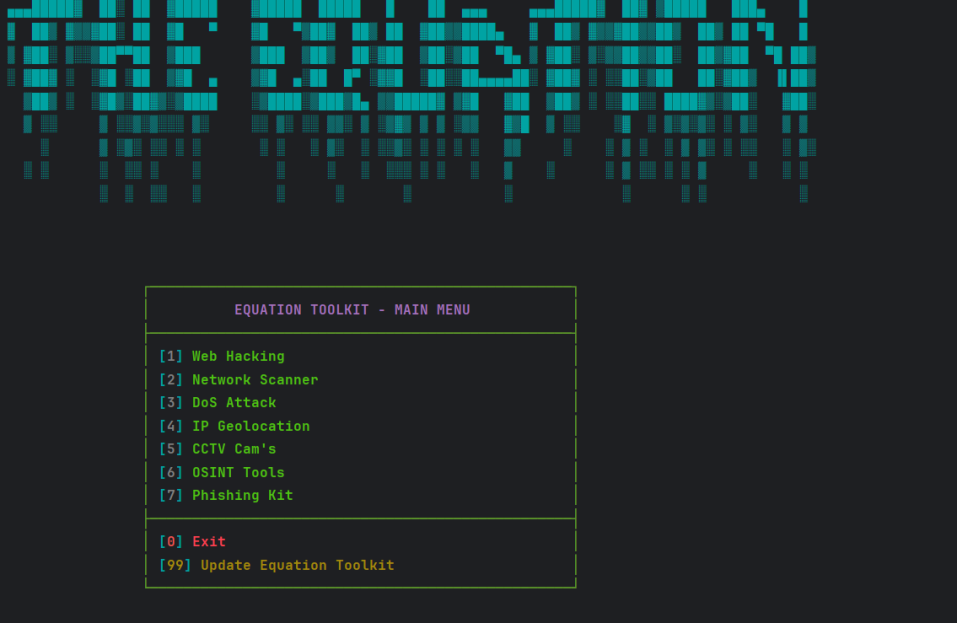 EQUATION TOOLKIT - MAIN MENU
[1] Web Hacking
[2] Network Scanner
[3] DoS Attack
[4] IP Geolocation
[5] CCTV Cam's
[6] OSINT Tools
[7] Phishing Kit
[0] Exit
[99] Update Equation Toolkit